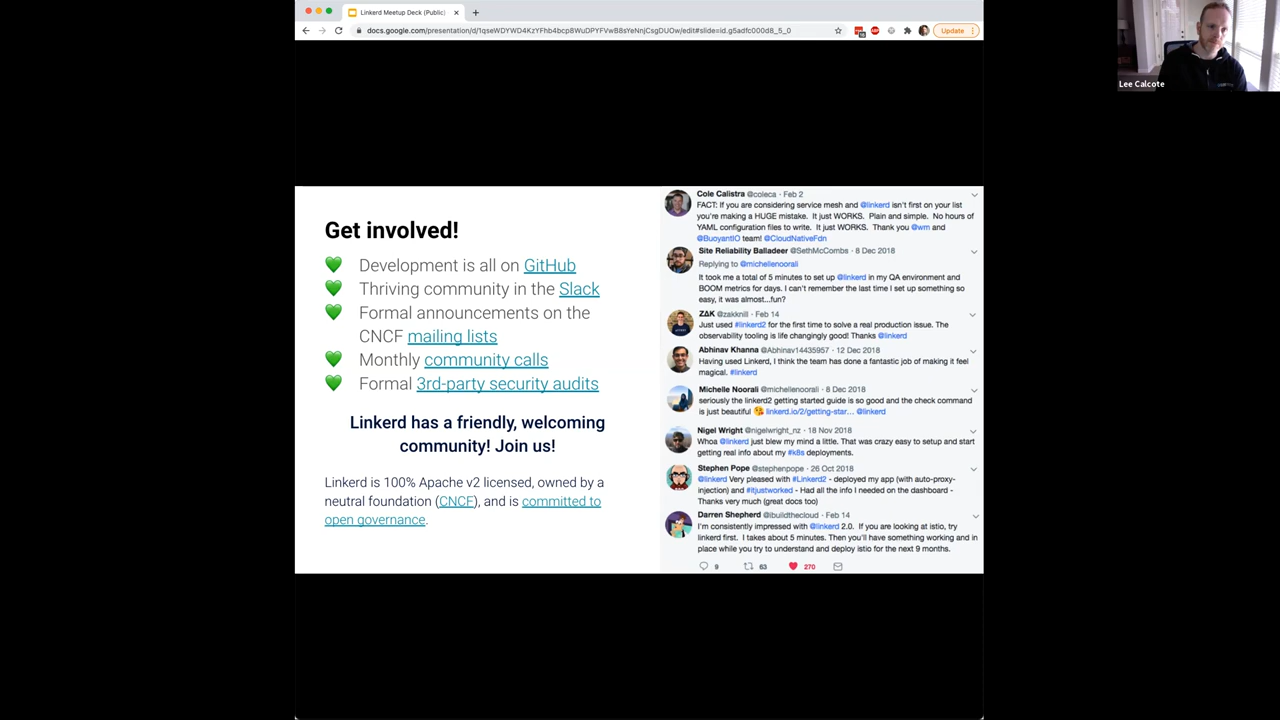 Linkerd Meetup Deck (Public)
docs.google.com/presentation/d/1qseWDYWD4KzYFhb4bcp8WuDPYFVwB8sYeNnjCsgDUOw/edit#slide=id.g5adfc000d8_5_0
Update
Lee Calcote
Get involved!
Development is all on GitHub
Thriving community in the Slack
Formal announcements on the
CNCF mailing lists
Monthly community calls
Formal 3rd-party security audits
Linkerd has a friendly, welcoming
community! Join us!
Linkerd is 100% Apache v2 licensed, owned by a
neutral foundation (CNCF), and is committed to
open governance.
Cole Calistra @coleca · Feb 2
FACT: If you are considering service mesh and @linkerd isn't first on your list
you're making a HUGE mistake. It just WORKS. Plain and simple. No hours of
YAML configuration files to write. It just WORKS. Thank you @wm and
@BuoyantIO team! @CloudNativeFdn
Site Reliability Balladeer @SethMcCombs · 8 Dec 2018
Replying to @michellenoorali
It took me a total of 5 minutes to set up @linkerd in my QA environment and
BOOM metrics for days. I can't remember the last time I set up something so
easy, it was almost...fun?
ZΔK @zakknill · Feb 14
Just used #linkerd2 for the first time to solve a real production issue. The
observability tooling is life changingly good! Thanks @linkerd
Abhinav Khanna @Abhinav14435957 · 12 Dec 2018
Having used Linkerd, I think the team has done a fantastic job of making it feel
magical. #linkerd
Michelle Noorali @michellenoorali · 8 Dec 2018
seriously the linkerd2 getting started guide is so good and the check command
is just beautiful 😘 linkerd.io/2/getting-star... @linkerd
Nigel Wright @nigelwright_nz · 18 Nov 2018
Whoa @linkerd just blew my mind a little. That was crazy easy to setup and start
getting real info about my #k8s deployments.
Stephen Pope @stephenpope · 26 Oct 2018
@linkerd Very pleased with #Linkerd2 - deployed my app (with auto-proxy-
injection) and #itjustworked - Had all the info I needed on the dashboard -
Thanks very much (great docs too)
Darren Shepherd @ibuildthecloud · Feb 14
I'm consistently impressed with @linkerd 2.0. If you are looking at istio, try
linkerd first. I takes about 5 minutes. Then you'll have something working and in
place while you try to understand and deploy istio for the next 9 months.
9 63 270